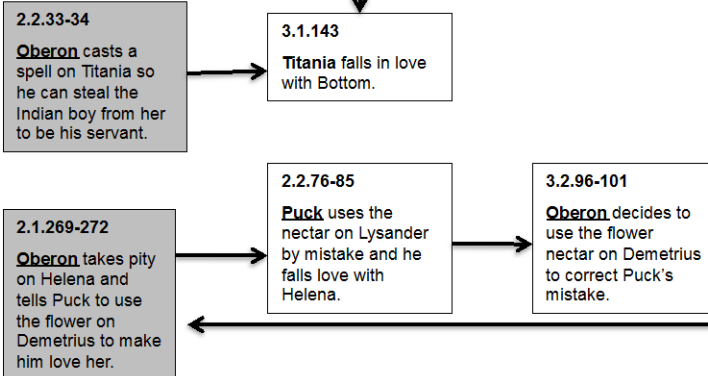 2.2.33-34
Oberon casts a
spell on Titania so
he can steal the
Indian boy from her
to be his servant.
3.1.143
Titania falls in love
with Bottom.
2.1.269-272
Oberon takes pity
on Helena and
tells Puck to use
the flower on
Demetrius to make
him love her.
2.2.76-85
Puck uses the
nectar on Lysander
by mistake and he
falls love with
Helena.
3.2.96-101
Oberon decides to
use the flower
nectar on Demetrius
to correct Puck's
mistake.